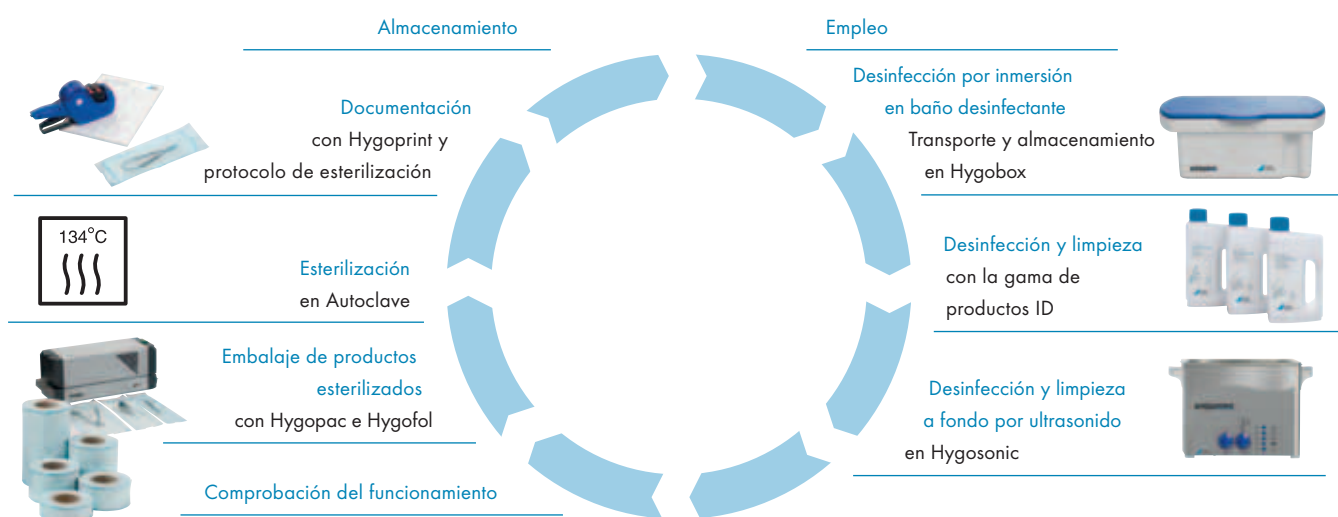 Almacenamiento
Empleo
Desinfección por inmersión
en baño desinfectante
Transporte y almacenamiento
en Hygobox
Desinfección y limpieza
con la gama de
productos ID
Desinfección y limpieza
a fondo por ultrasonido
en Hygosonic
Comprobación del funcionamiento
Embalaje de productos
esterilizados
con Hygopac e Hygofol
134°C
Esterilización
en Autoclave
Documentación
con Hygoprint y
protocolo de esterilización